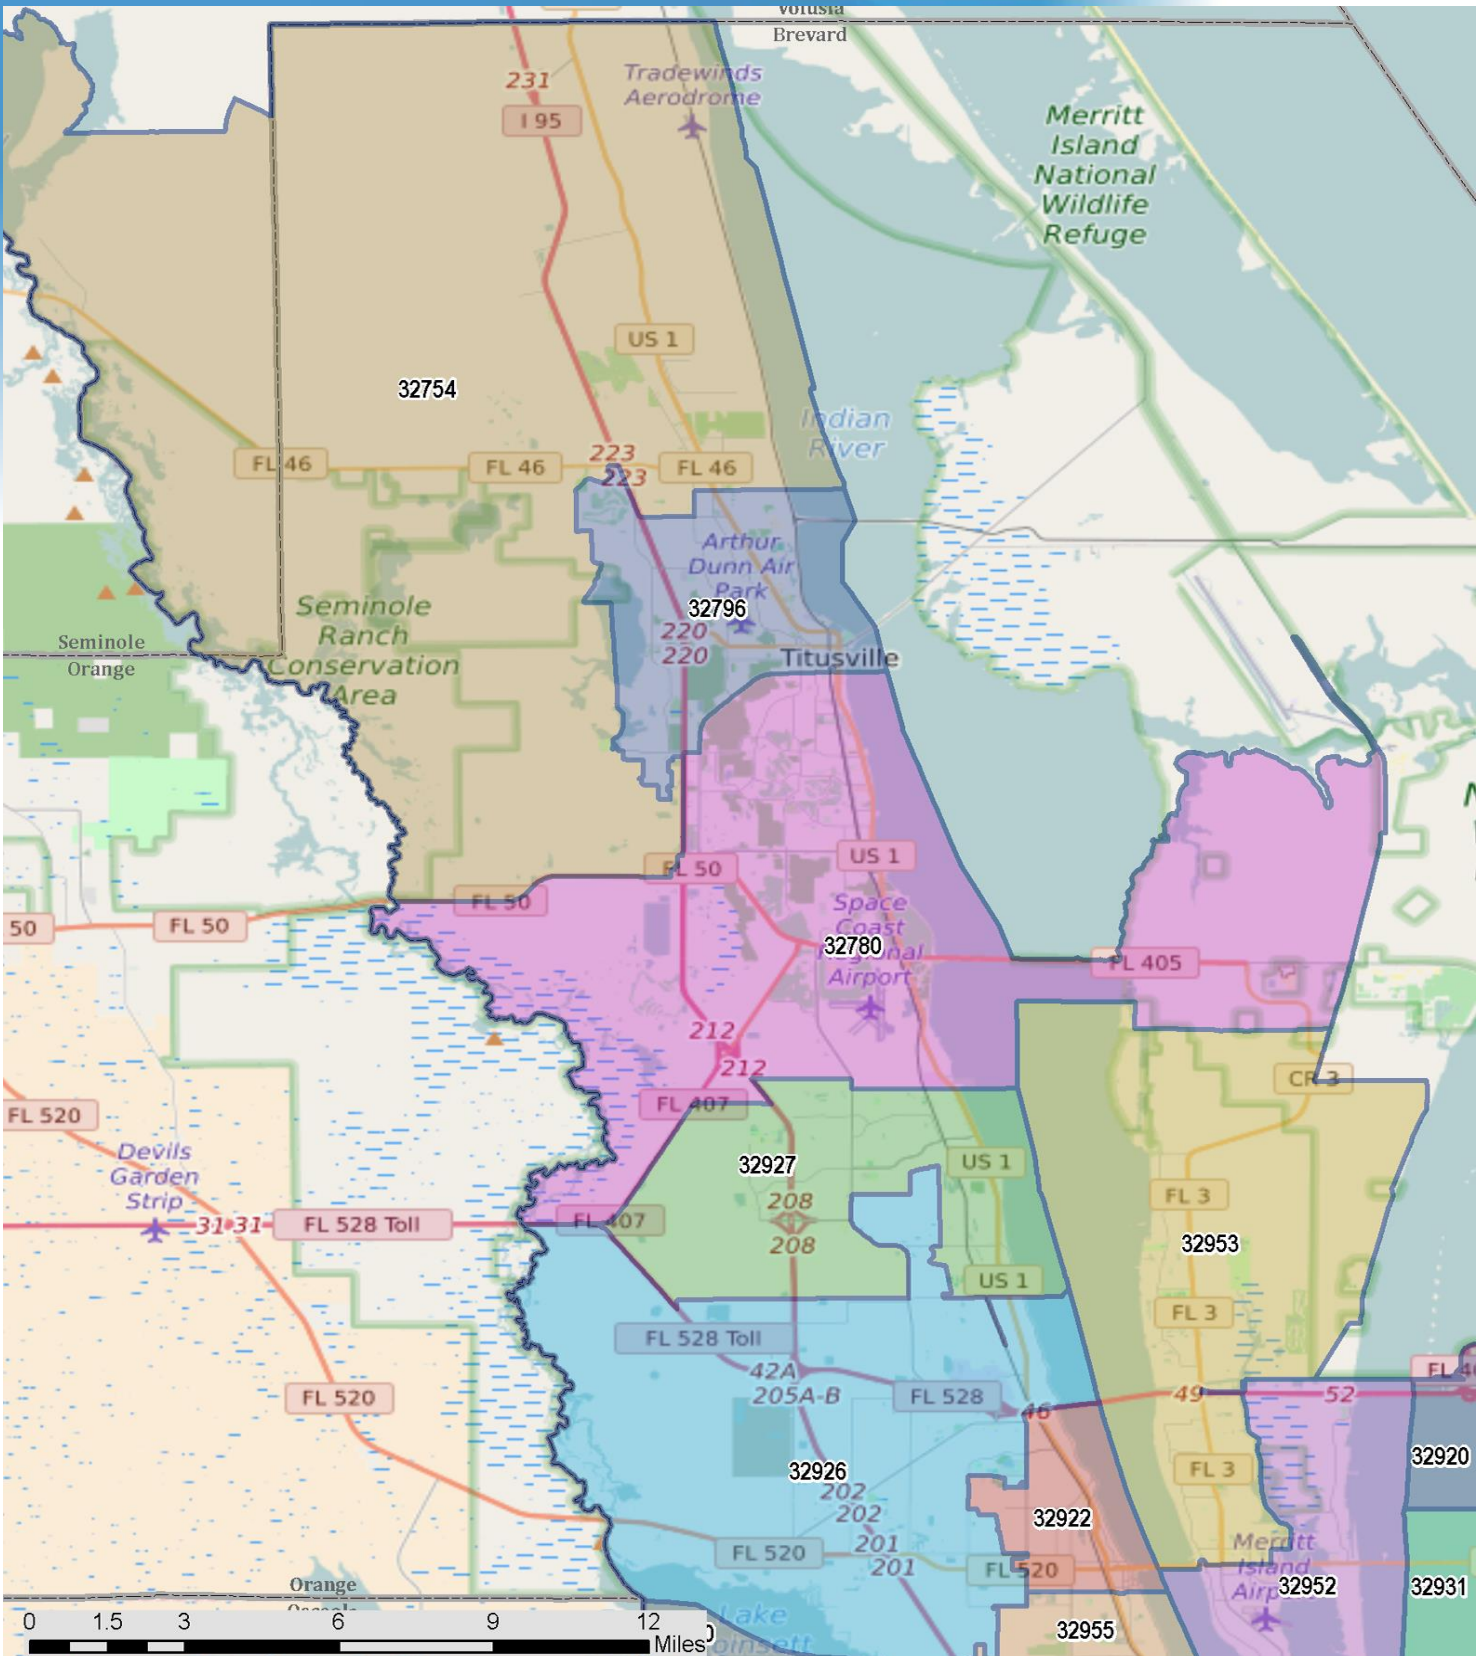 Volusia
Brevard
Tradewinds
Aerodrome
231
I 95
Merritt
Island
National
Wildlife
Refuge
US 1
32754
Indian
River
FL 46
FL 46
223
223
FL 46
Arthur
Dunn Air
Park
32796
Seminole
Ranch
Conservation
Area
Seminole
Orange
220
220
Titusville
FL 50
US 1
FL 50
50
FL 50
Space
Coast
Regional
Airport
32780
FL 405
212
212
CR 3
FL 407
FL 520
Devils
Garden
Strip
32927
US 1
FL 3
31 31
FL 528 Toll
FL 407
208
208
32953
US 1
FL 3
FL 528 Toll
42A
205A-B
FL 528
46
49
52
FL 520
32920
32926
202
202
FL 3
32922
201
201
FL 520
FL 520
Merritt
Island
Airport
32952
32931
Orange
0 1.5 3 6 9 12
Miles
Lake
32955